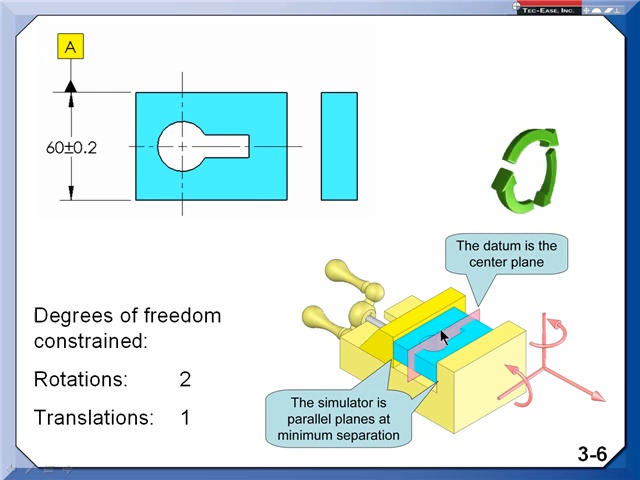 TEC-EASE, INC.
A
60±0.2
The datum is the
center plane
Degrees of freedom
constrained:
Rotations: 2
Translations: 1
The simulator is
parallel planes at
minimum separation
3-6